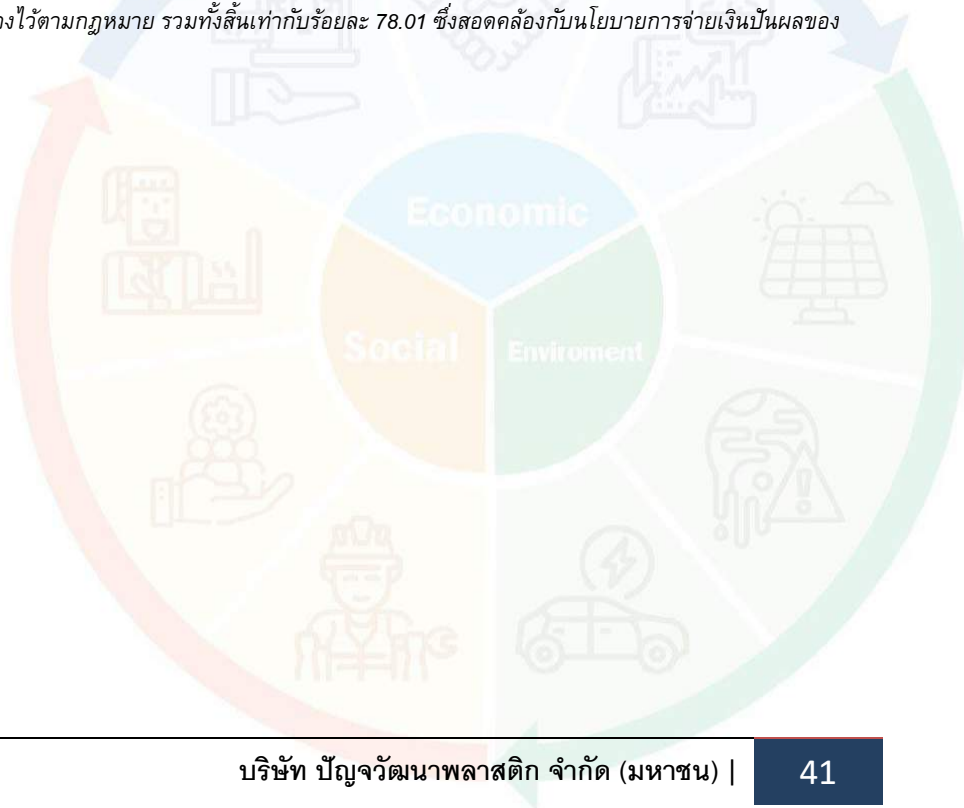 งไว้ตามกฎหมาย รวมทั้งสิ้นเท่ากับร้อยละ 78.01 ซึ่งสอดคล้องกับนโยบายการจ่ายเงินปันผลของ
Economic
Social
Enviroment
บริษัท ปัญจวัฒนาพลาสติก จำกัด (มหาชน) | 41